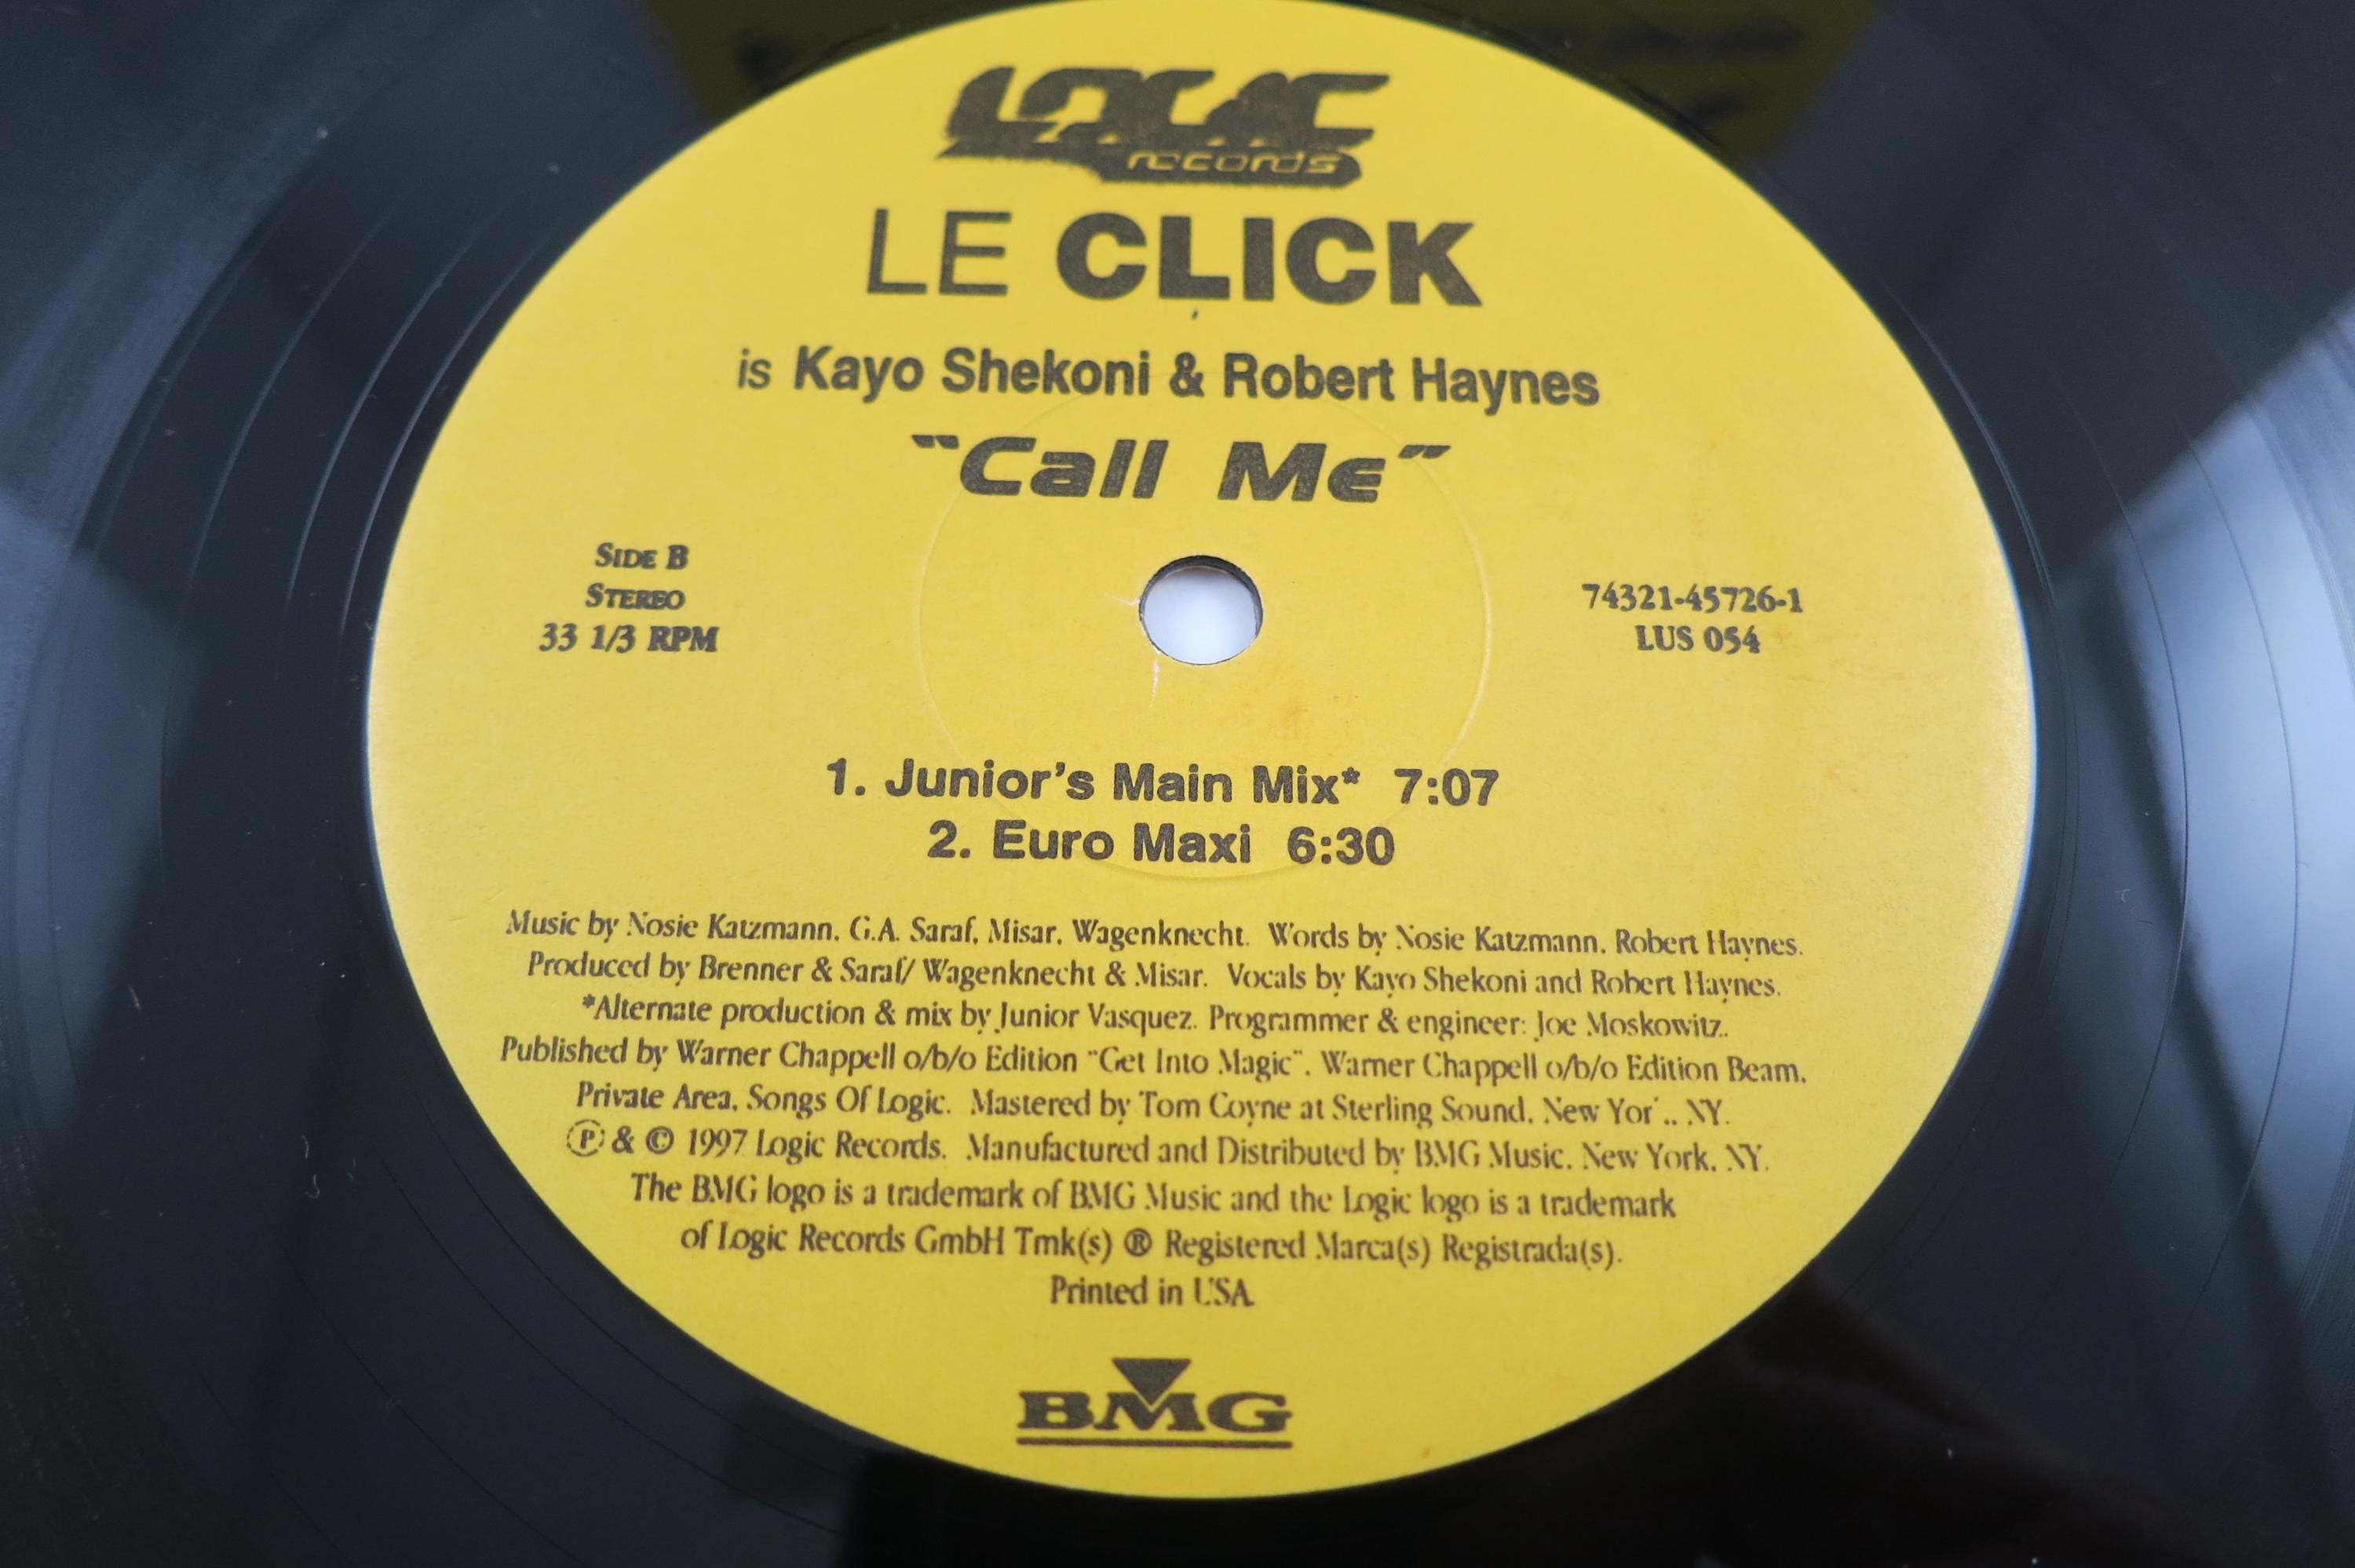 LOGIC
records
LE CLICK
is Kayo Shekoni & Robert Haynes
"Call Me"
SIDE B
STEREO
33 1/3 RPM
74321-45726-1
LUS 054
1. Junior's Main Mix* 7:07
2. Euro Maxi 6:30
Music by Nosie Katzmann, G.A. Saraf, Misar, Wagenknecht. Words by Nosie Katzmann, Robert Haynes.
Produced by Brenner & Saraf/ Wagenknecht & Misar. Vocals by Kayo Shekoni and Robert Haynes.
*Alternate production & mix by Junior Vasquez. Programmer & engineer: Joe Moskowitz.
Published by Warner Chappell o/b/o Edition "Get Into Magic", Warner Chappell o/b/o Edition Beam,
Private Area, Songs Of Logic. Mastered by Tom Coyne at Sterling Sound, New Yor., NY.
℗ & © 1997 Logic Records. Manufactured and Distributed by BMG Music, New York, NY.
The BMG logo is a trademark of BMG Music and the Logic logo is a trademark
of Logic Records GmbH Tmk(s) ® Registered Marca(s) Registrada(s).
Printed in USA
BMG